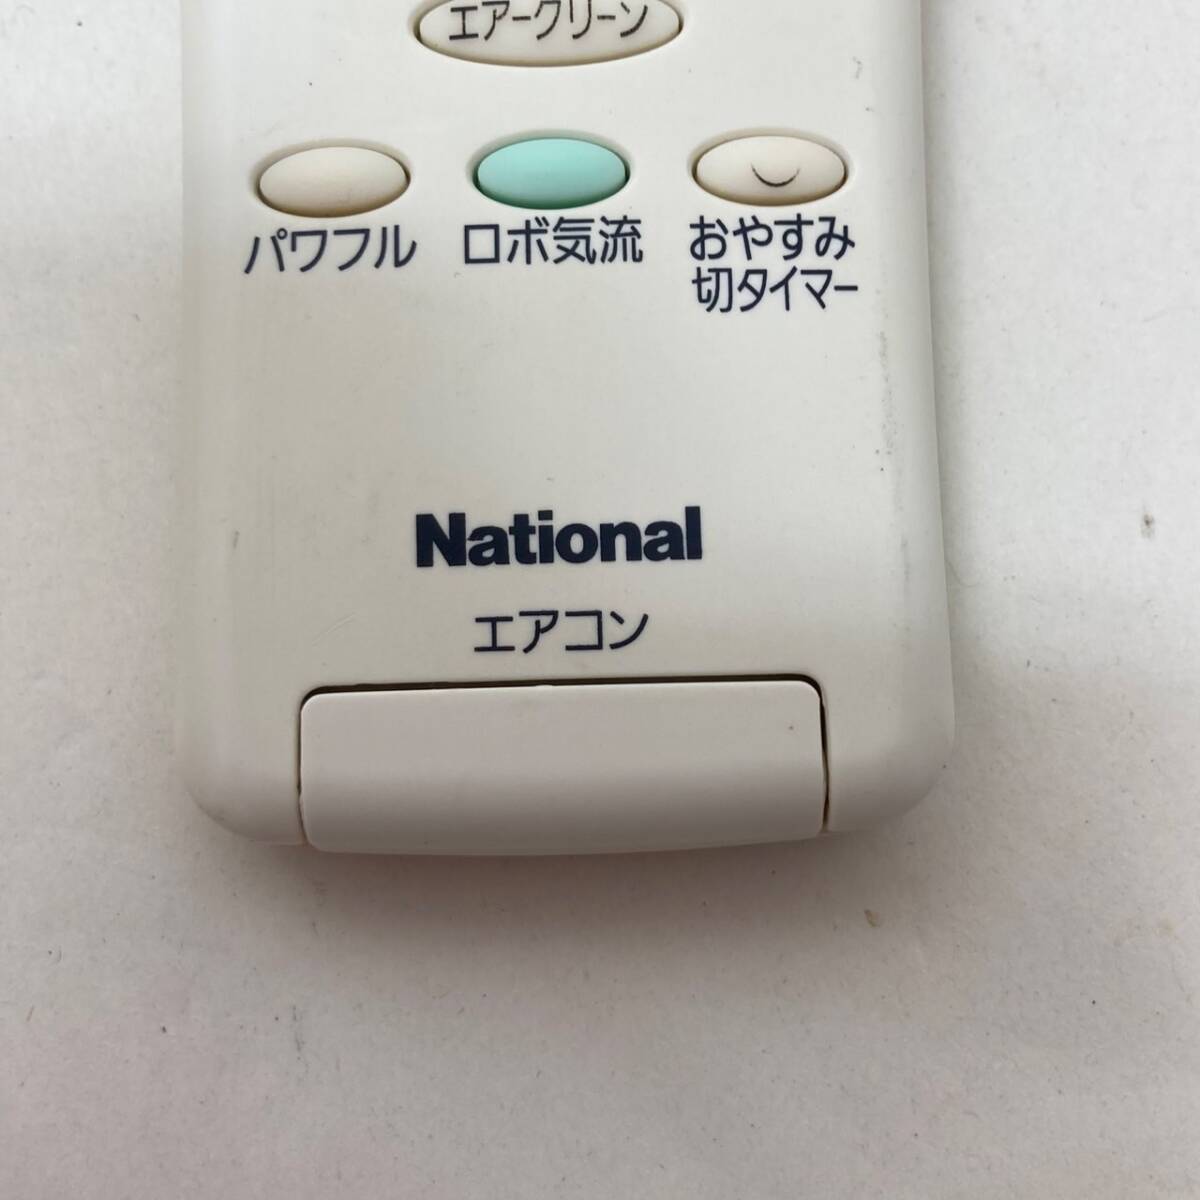 エアークリーン
パワフル
ロボ気流
おやすみ
切タイマー
National
エアコン